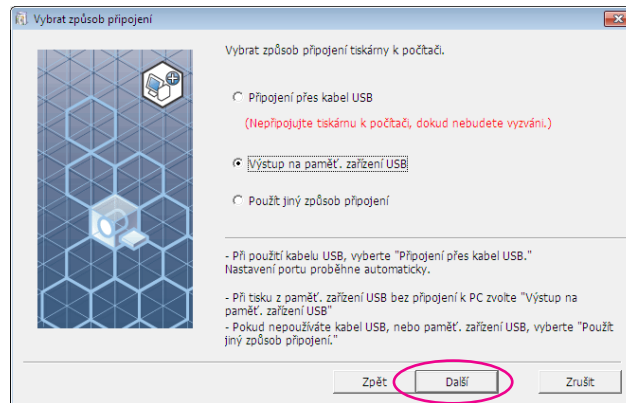 Vybrat způsob připojení
Vybrat způsob připojení tiskárny k počítači.
Připojení přes kabel USB
(Nepřipojujte tiskárnu k počítači, dokud nebudete vyzváni.)
Výstup na paměť. zařízení USB
Použít jiný způsob připojení
- Při použití kabelu USB, vyberte "Připojení přes kabel USB."
Nastavení portu proběhne automaticky.
- Při tisku z paměť. zařízení USB bez připojení k PC zvolte "Výstup na
paměť. zařízení USB"
- Pokud nepoužíváte kabel USB, nebo paměť. zařízení USB, vyberte "Použít
jiný způsob připojení."
Zpět
Další
Zrušit